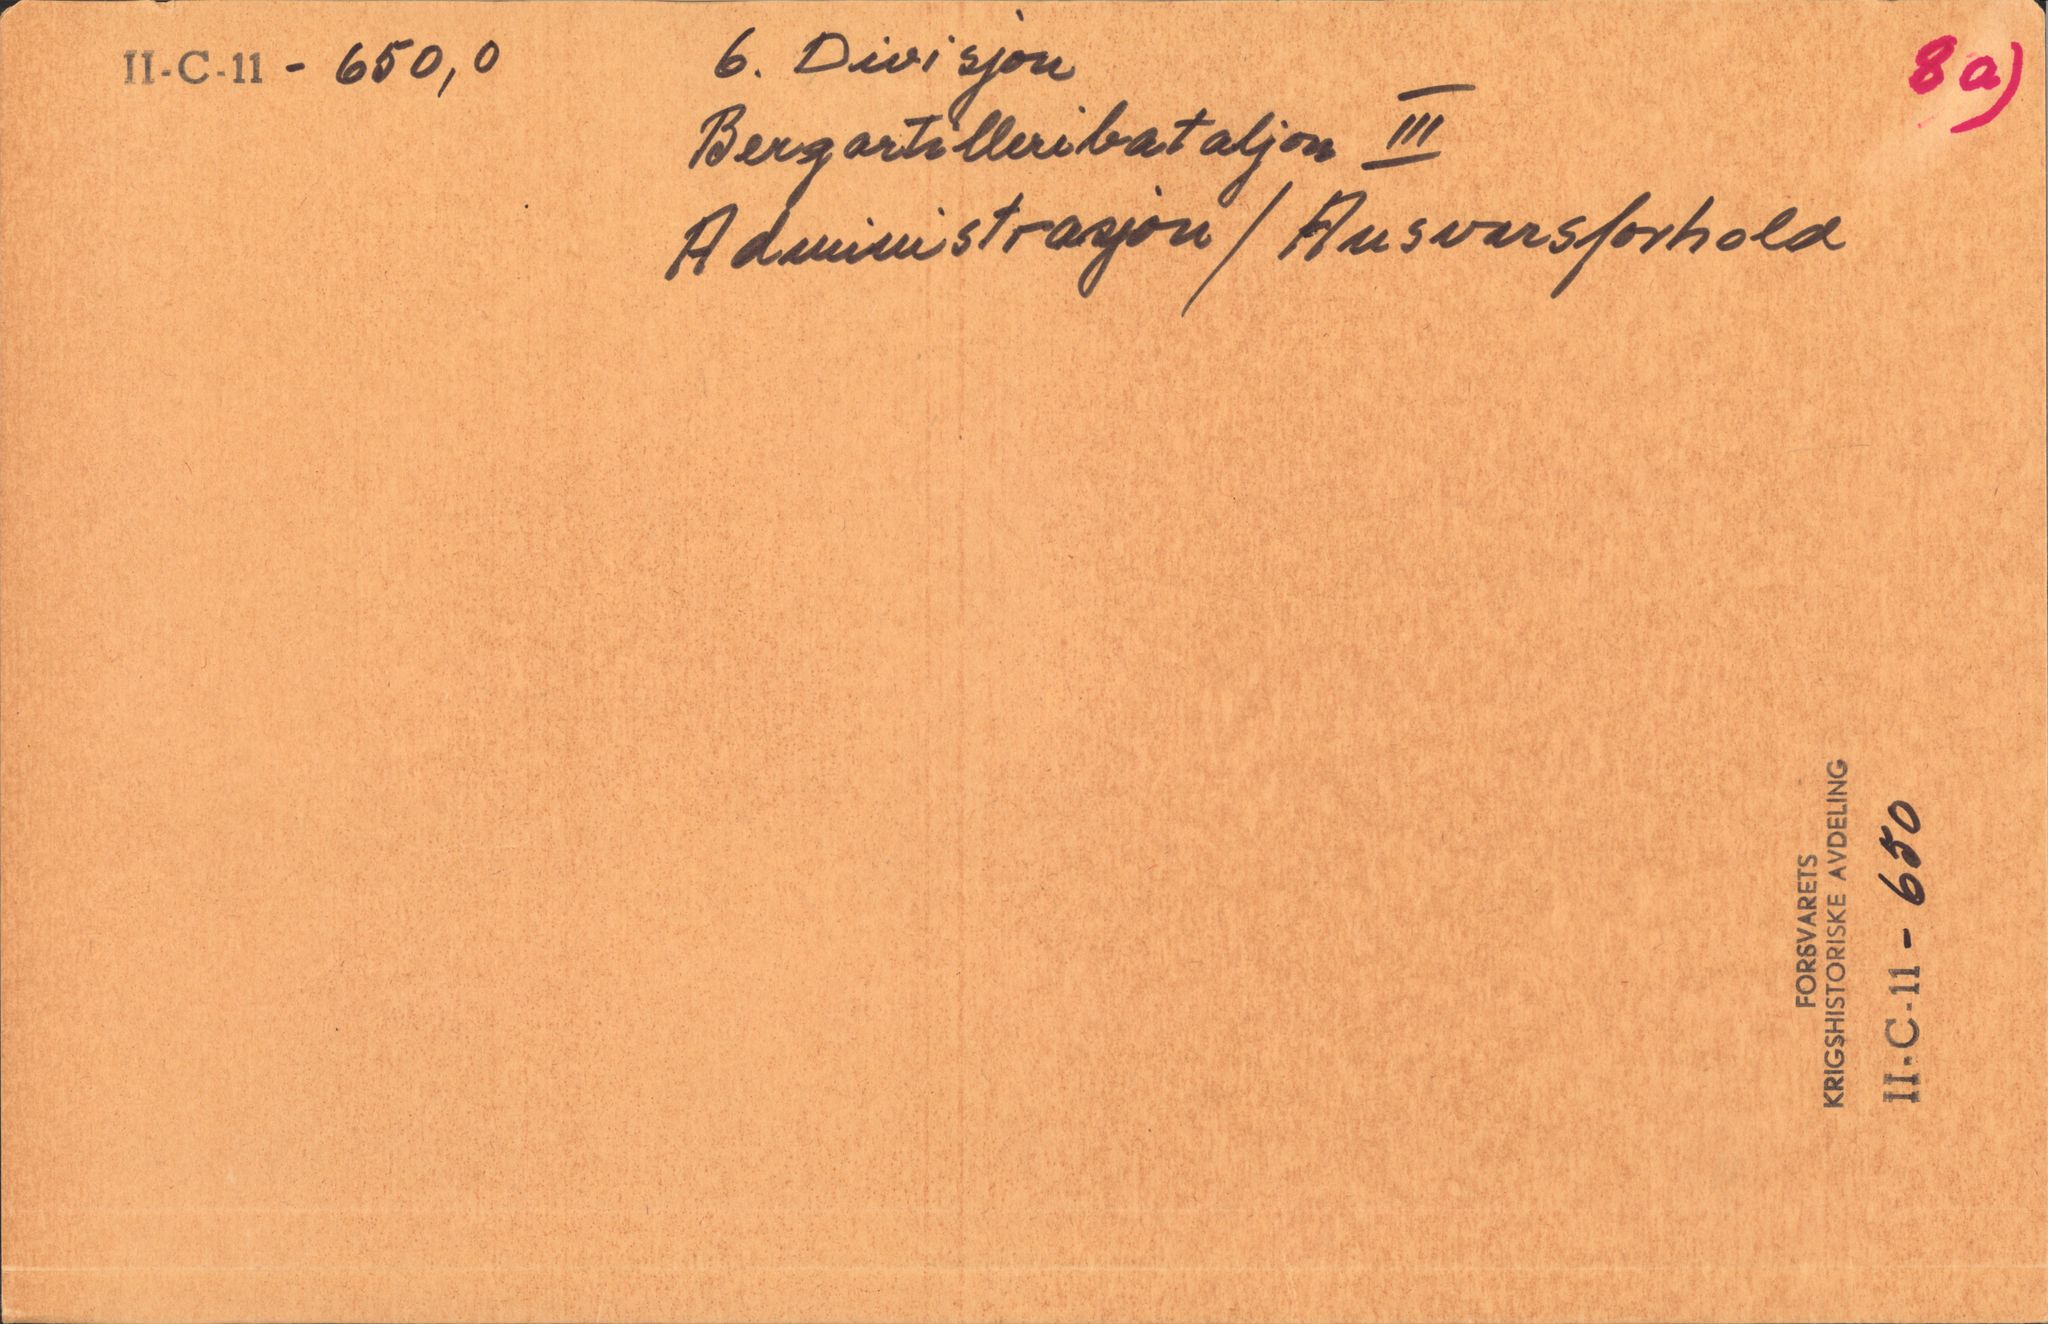 II-C-11 - 650,0
6. Divisjon
Bergartilleribataljon III
Administrasjon / Ansvarsforhold
8a)
FORSVARETS
KRIGSHISTORISKE AVDELING
II-C-11 - 650